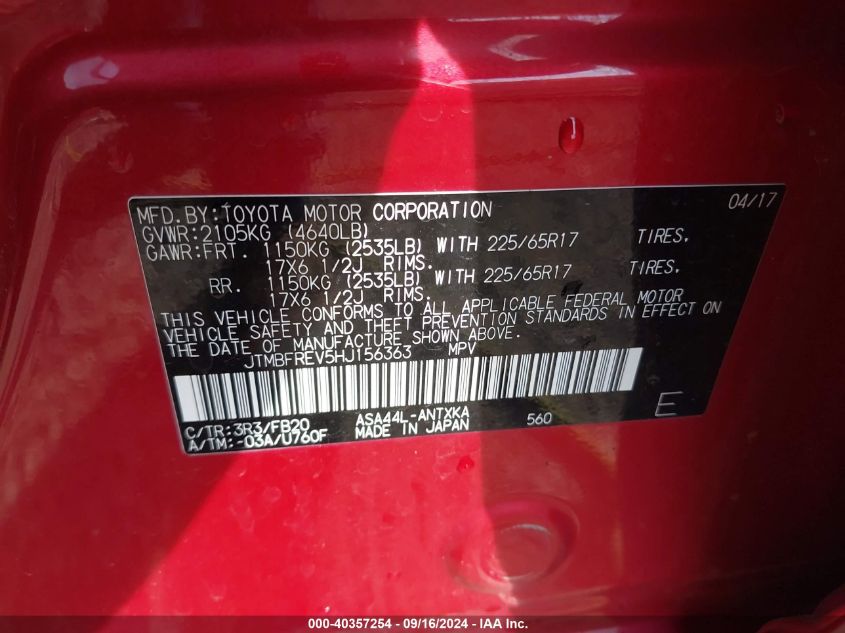 MFD.BY:TOYOTA MOTOR CORPORATION 04/17
GVWR:2105KG (4640LB)
GAWR:FRT. 1150KG (2535LB) WITH 225/65R17 TIRES,
17X6 1/2J RIMS.
RR. 1150KG (2535LB) WITH 225/65R17 TIRES,
17X6 1/2J RIMS.
THIS VEHICLE CONFORMS TO ALL APPLICABLE FEDERAL MOTOR
VEHICLE SAFETY AND THEFT PREVENTION STANDARDS IN EFFECT ON
THE DATE OF MANUFACTURE SHOWN ABOVE.
JTMBFREV5HJ156363 MPV
C/TR:3R3/FB20 ASA44L-ANTXKA 560 E
A/TM:-03A/U760F MADE IN JAPAN
000-40357254 - 09/16/2024 - IAA Inc.